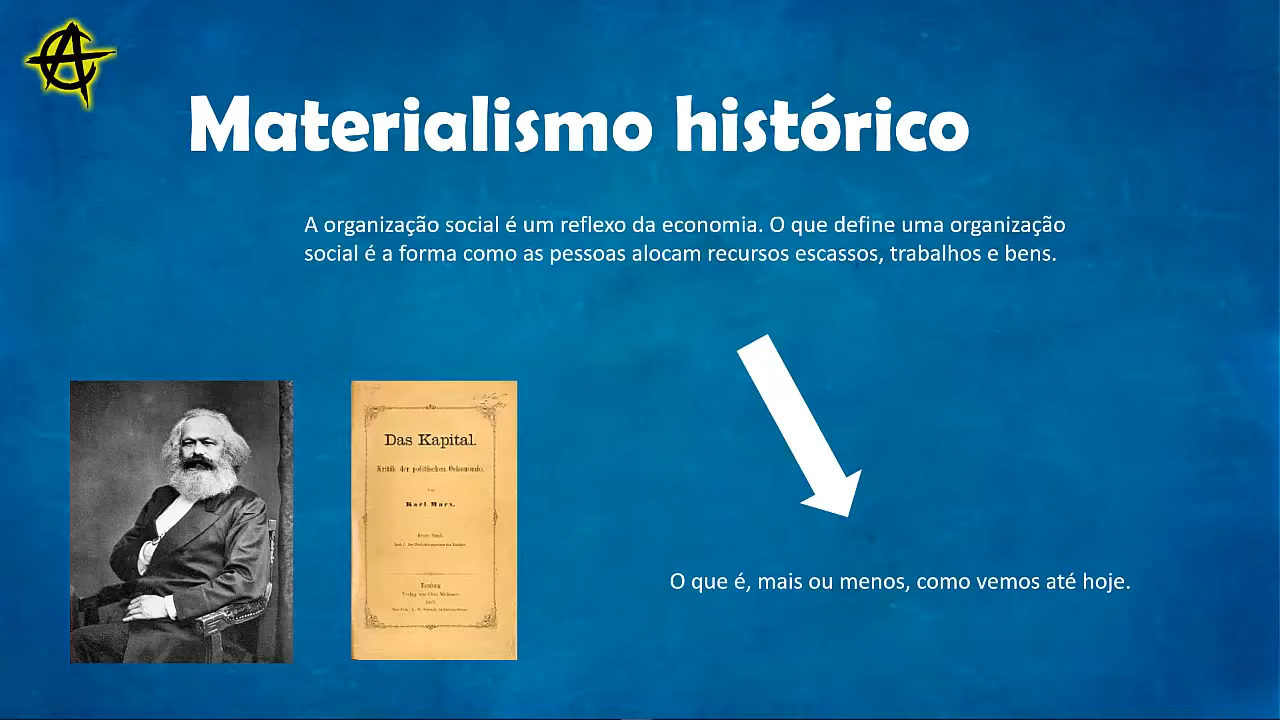 Materialismo histórico
A organização social é um reflexo da economia. O que define uma organização
social é a forma como as pessoas alocam recursos escassos, trabalhos e bens.
Das Kapital.
Kritik der politischen Oekonomie.
Von
Karl Marx.
O que é, mais ou menos, como vemos até hoje.